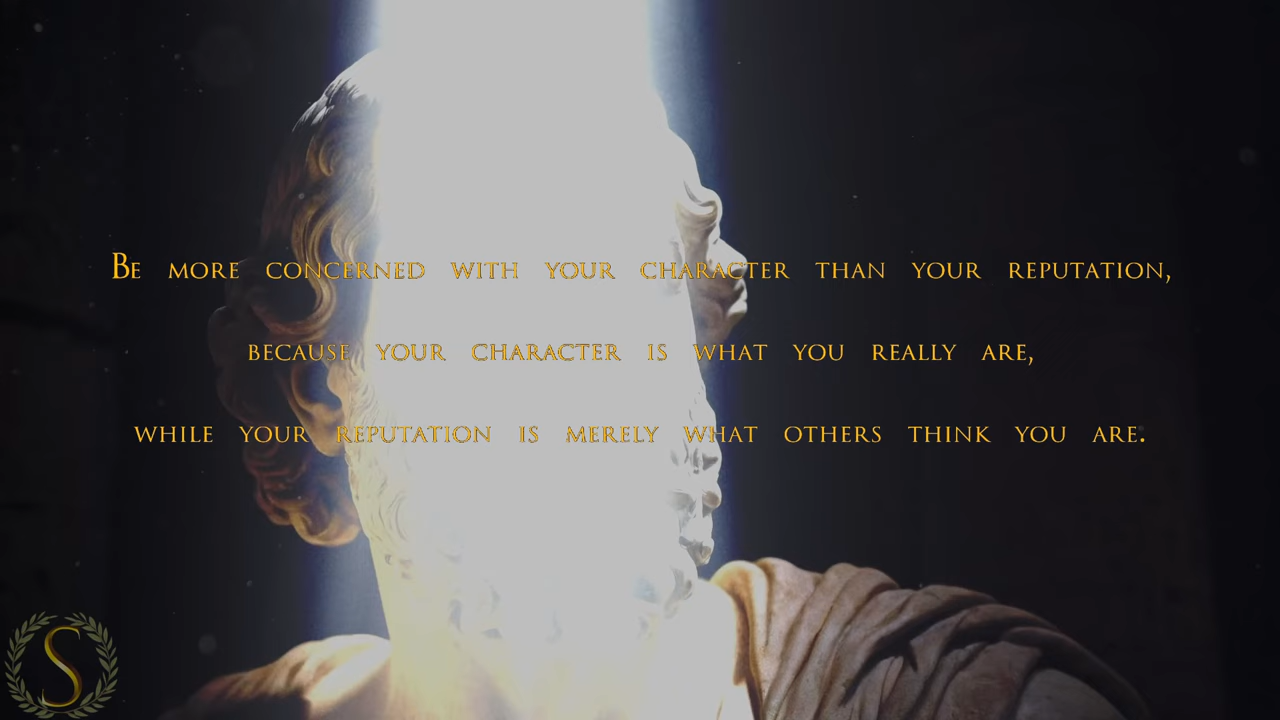 Be more concerned with your character than your reputation,
because your character is what you really are,
while your reputation is merely what others think you are.
S